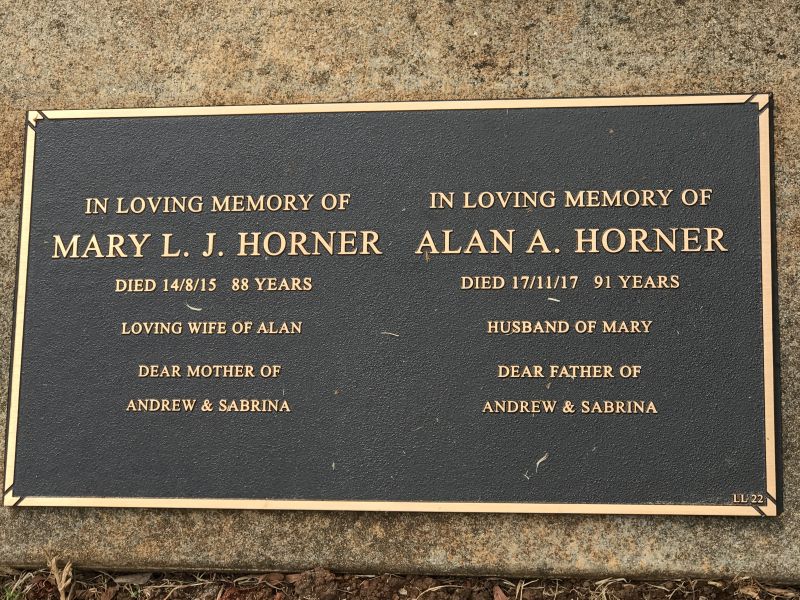 IN LOVING MEMORY OF
MARY L. J. HORNER
DIED 14/8/15 88 YEARS
LOVING WIFE OF ALAN
DEAR MOTHER OF
ANDREW & SABRINA
IN LOVING MEMORY OF
ALAN A. HORNER
DIED 17/11/17 91 YEARS
HUSBAND OF MARY
DEAR FATHER OF
ANDREW & SABRINA
LL 22